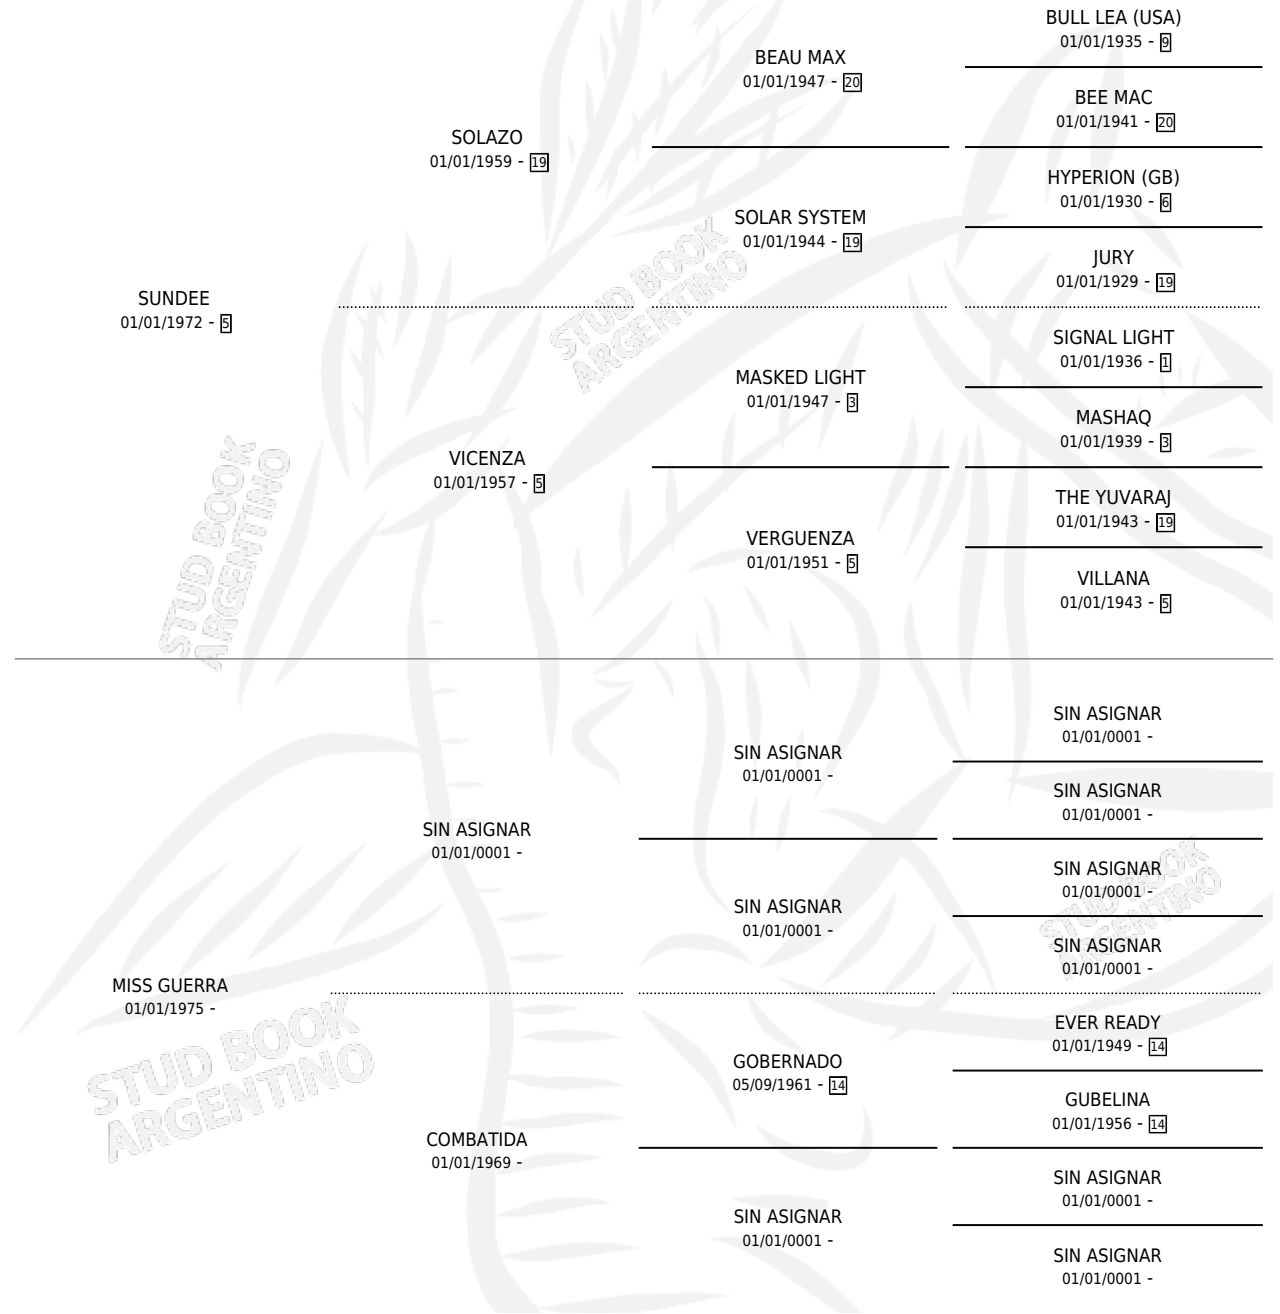 BULL LEA (USA)
01/01/1935 - 9
BEAU MAX
01/01/1947 - 20
BEE MAC
01/01/1941 - 20
SOLAZO
01/01/1959 - 19
HYPERION (GB)
01/01/1930 - 6
SOLAR SYSTEM
01/01/1944 - 19
JURY
01/01/1929 - 19
SUNDEE
01/01/1972 - 5
SIGNAL LIGHT
01/01/1936 - 1
MASKED LIGHT
01/01/1947 - 3
MASHAQ
01/01/1939 - 3
VICENZA
01/01/1957 - 5
THE YUVARAJ
01/01/1943 - 19
VERGUENZA
01/01/1951 - 5
VILLANA
01/01/1943 - 5
STUD BOOK
ARGENTINO
STUD BOOK
ARGENTINO
SIN ASIGNAR
01/01/0001 -
SIN ASIGNAR
01/01/0001 -
SIN ASIGNAR
01/01/0001 -
SIN ASIGNAR
01/01/0001 -
SIN ASIGNAR
01/01/0001 -
SIN ASIGNAR
01/01/0001 -
SIN ASIGNAR
01/01/0001 -
STUD BOOK
ARGENTINO
MISS GUERRA
01/01/1975 -
EVER READY
01/01/1949 - 14
GOBERNADO
05/09/1961 - 14
GUBELINA
01/01/1956 - 14
COMBATIDA
01/01/1969 -
SIN ASIGNAR
01/01/0001 -
SIN ASIGNAR
01/01/0001 -
SIN ASIGNAR
01/01/0001 -
STUD BOOK
ARGENTINO